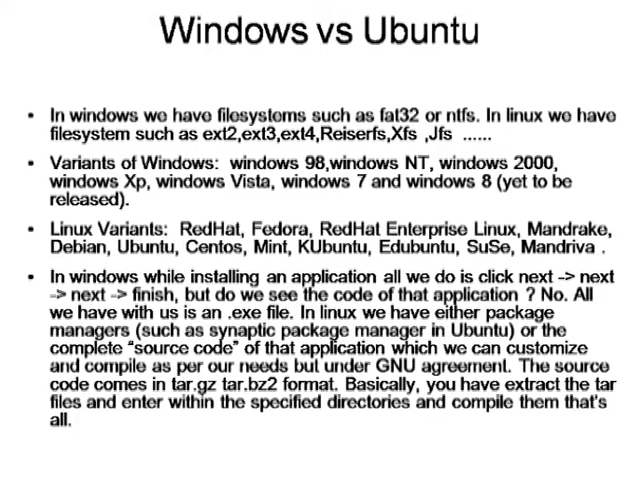 Windows vs Ubuntu
• In windows we have filesystems such as fat32 or ntfs. In linux we have
filesystem such as ext2,ext3,ext4,Reiserfs,Xfs ,Jfs ......
• Variants of Windows: windows 98,windows NT, windows 2000,
windows Xp, windows Vista, windows 7 and windows 8 (yet to be
released).
• Linux Variants: RedHat, Fedora, RedHat Enterprise Linux, Mandrake,
Debian, Ubuntu, Centos, Mint, KUbuntu, Edubuntu, SuSe, Mandriva .
• In windows while installing an application all we do is click next -> next
-> next -> finish, but do we see the code of that application ? No. All
we have with us is an .exe file. In linux we have either package
managers (such as synaptic package manager in Ubuntu) or the
complete “source code” of that application which we can customize
and compile as per our needs but under GNU agreement. The source
code comes in tar.gz tar.bz2 format. Basically, you have extract the tar
files and enter within the specified directories and compile them that's
all.